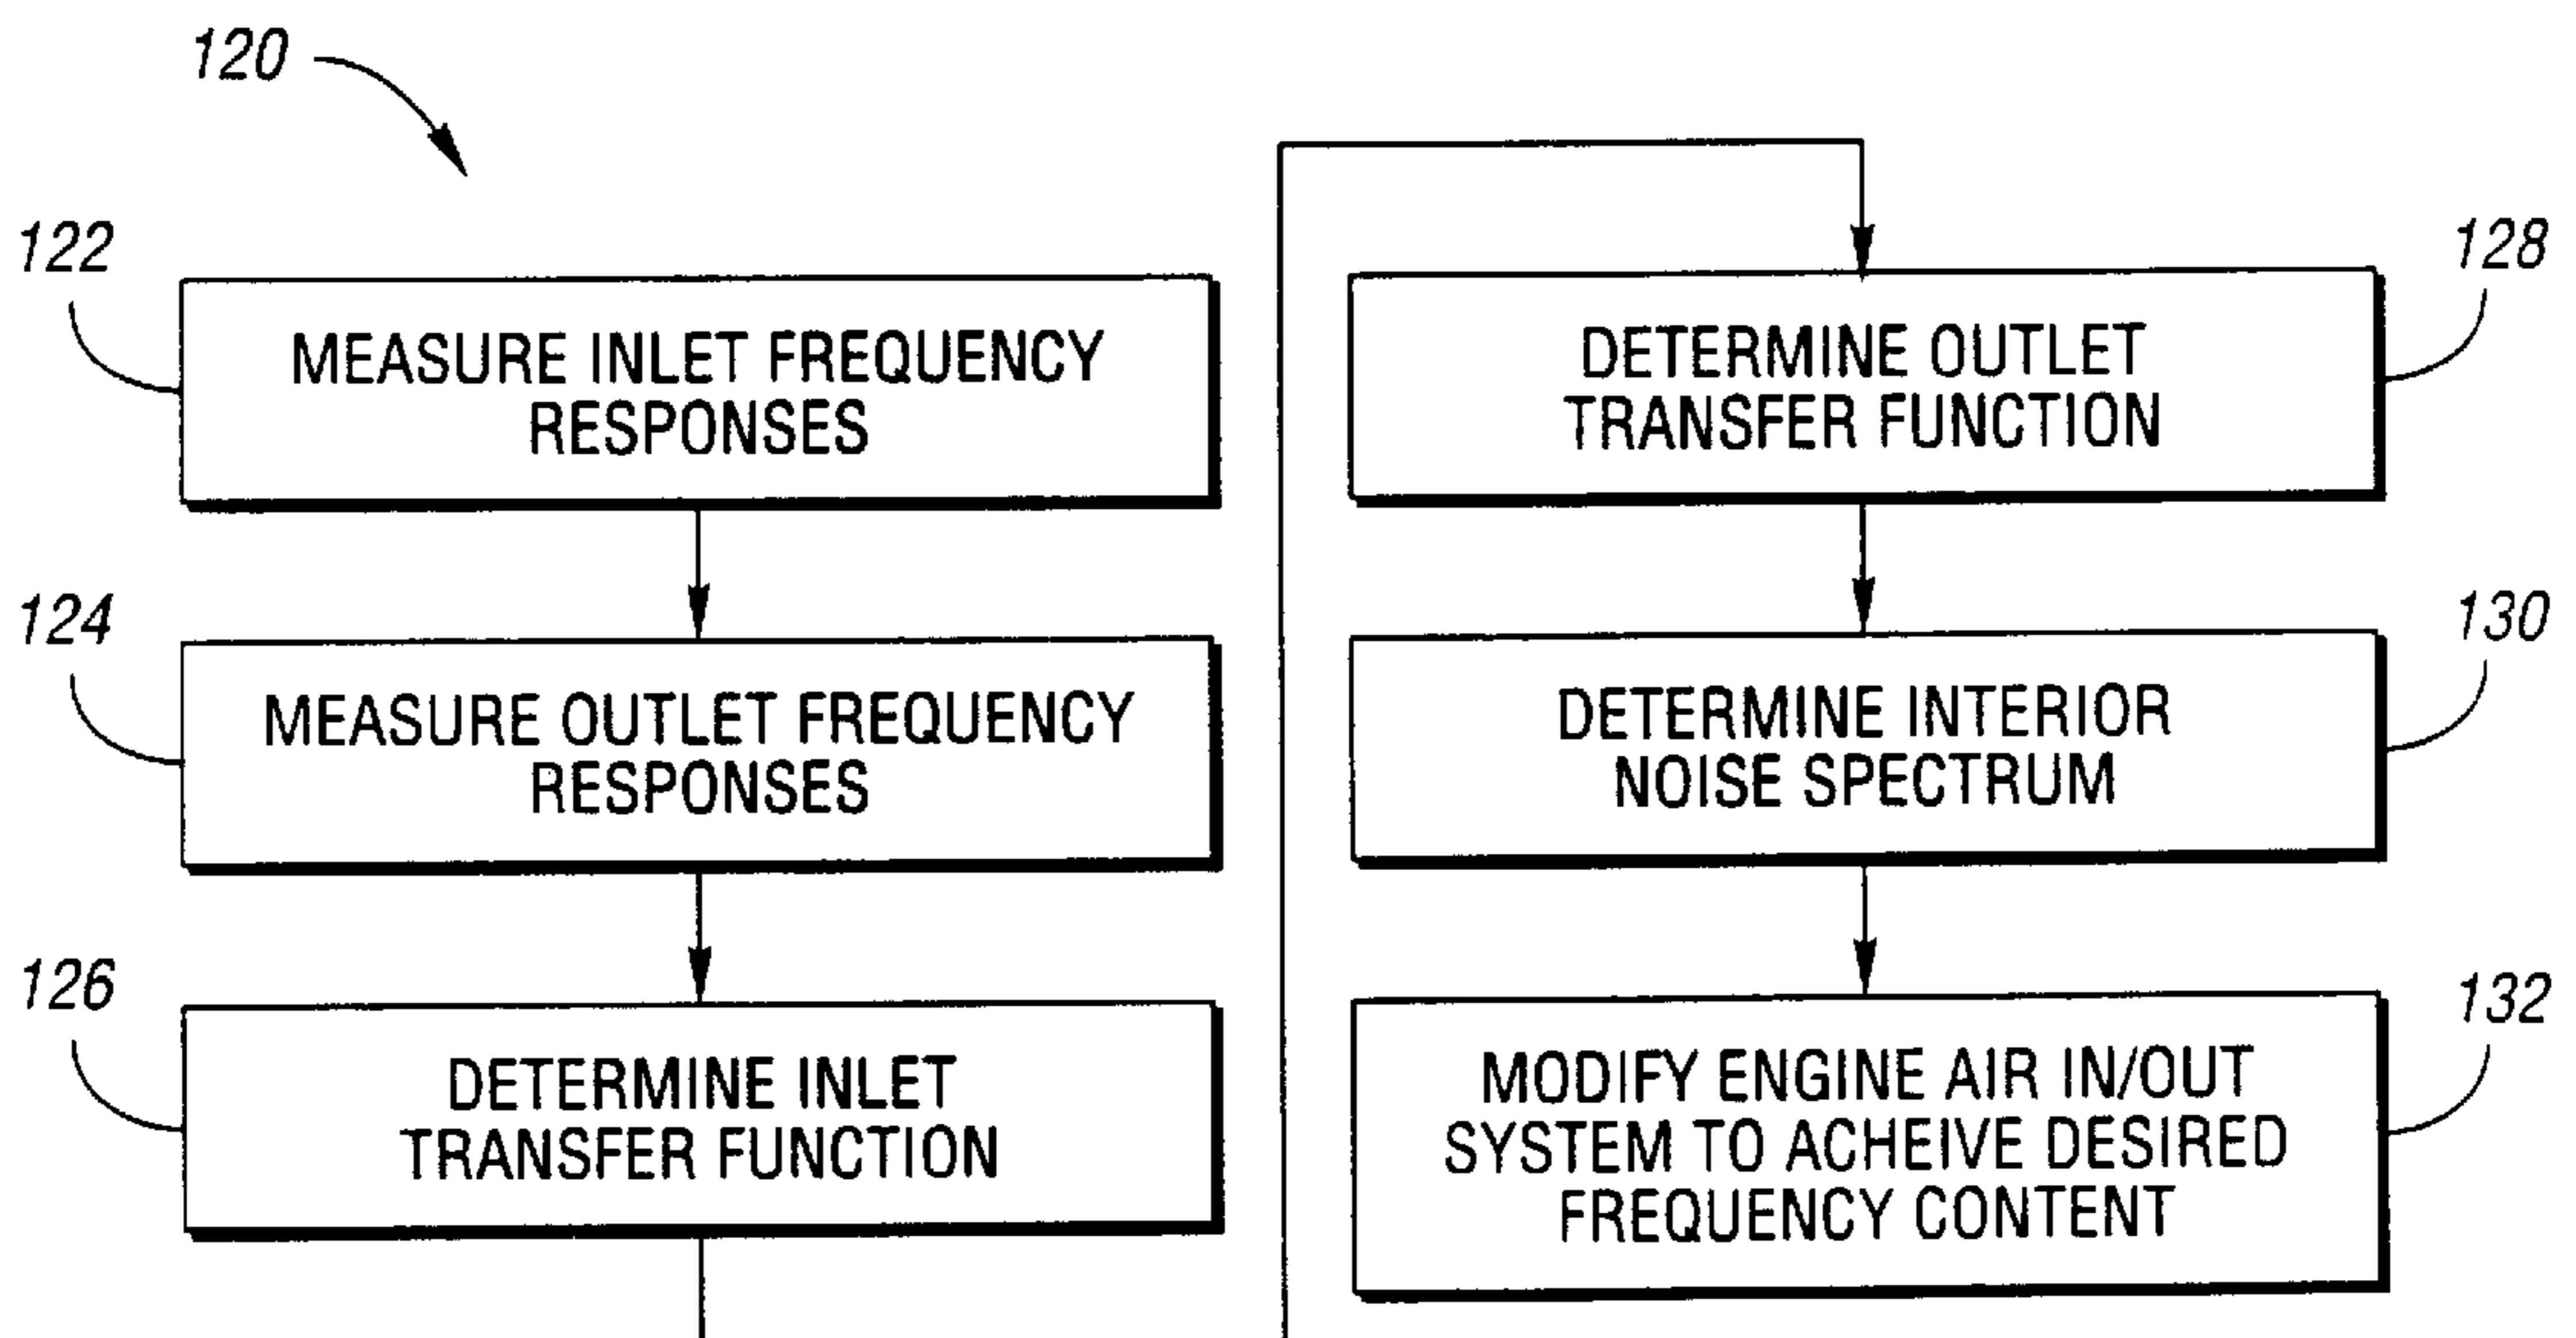 120
122
MEASURE INLET FREQUENCY
RESPONSES
124
MEASURE OUTLET FREQUENCY
RESPONSES
126
DETERMINE INLET
TRANSFER FUNCTION
128
DETERMINE OUTLET
TRANSFER FUNCTION
130
DETERMINE INTERIOR
NOISE SPECTRUM
132
MODIFY ENGINE AIR IN/OUT
SYSTEM TO ACHEIVE DESIRED
FREQUENCY CONTENT